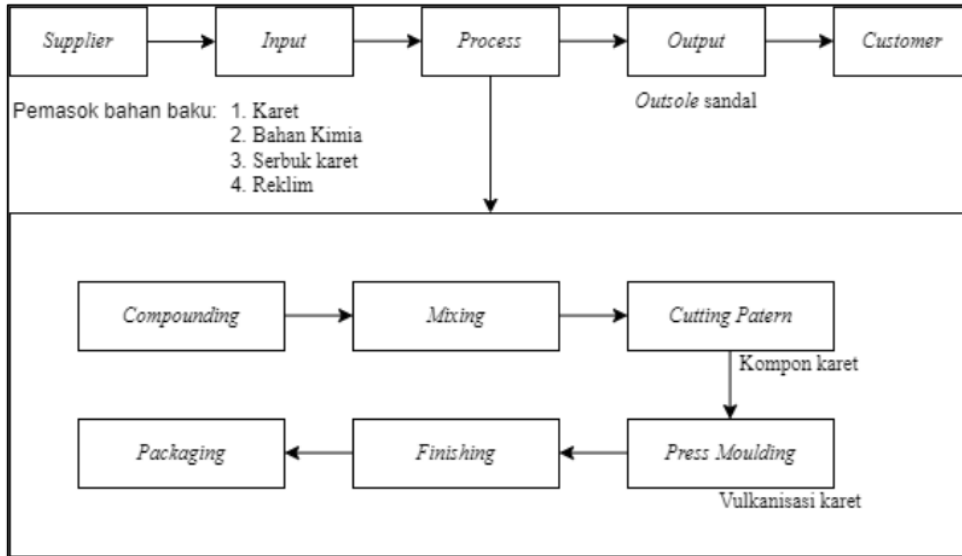 Supplier
Input
Process
Output
Customer
Pemasok bahan baku:
1. Karet
2. Bahan Kimia
3. Serbuk karet
4. Reklim
Outsole sandal
Compounding
Mixing
Cutting Patern
Kompon karet
Packaging
Finishing
Press Moulding
Vulkanisasi karet